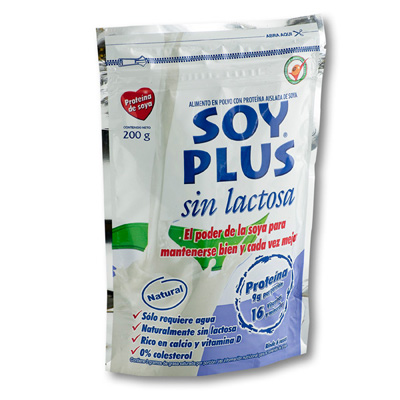 ABRA AQUI
Proteína
de soya
CONTENIDO NETO
200 g
ALIMENTO EN POLVO CON PROTEÍNA AISLADA DE SOYA
SOY
PLUS
sin lactosa
El poder de la soya para
mantenerse bien y cada vez mejor
Natural
Proteína
9g
16
✓ Sólo requiere agua
✓ Naturalmente sin lactosa
✓ Rico en calcio y vitamina D
✓ 0% colesterol